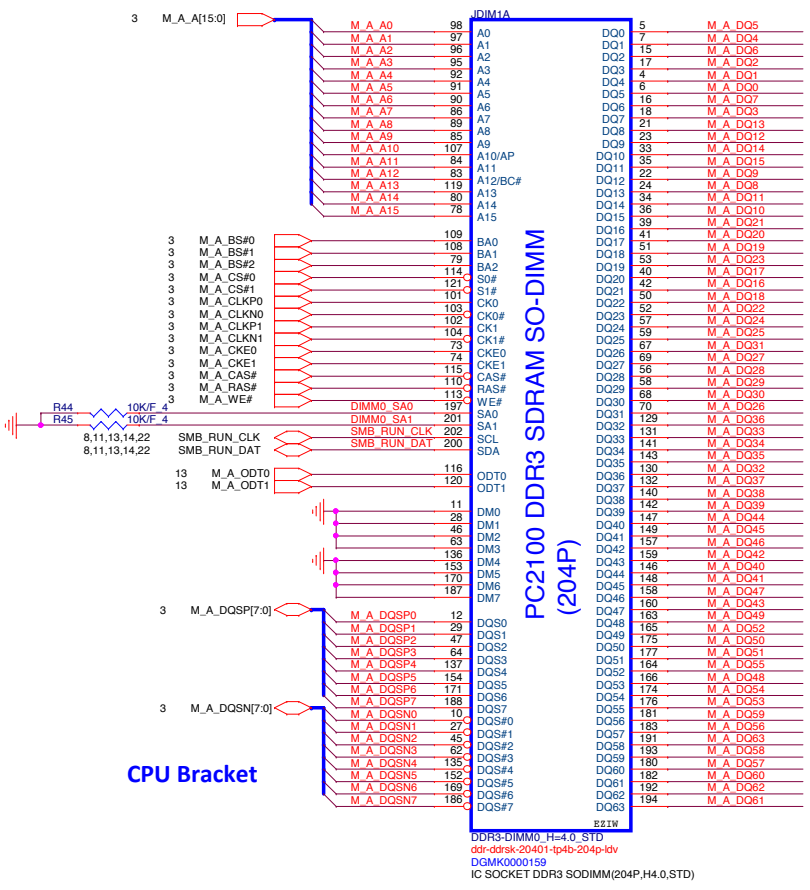 JDIM1A
3 M_A_A[15:0]
M_A_A0 98 A0 DQ0 5 M_A_DQ5
M_A_A1 97 A1 DQ1 7 M_A_DQ4
M_A_A2 96 A2 DQ2 15 M_A_DQ6
M_A_A3 95 A3 DQ3 17 M_A_DQ2
M_A_A4 92 A4 DQ4 4 M_A_DQ1
M_A_A5 91 A5 DQ5 6 M_A_DQ0
M_A_A6 90 A6 DQ6 16 M_A_DQ7
M_A_A7 86 A7 DQ7 18 M_A_DQ3
M_A_A8 89 A8 DQ8 21 M_A_DQ13
M_A_A9 85 A9 DQ9 23 M_A_DQ12
M_A_A10 107 A10/AP DQ10 33 M_A_DQ14
M_A_A11 84 A11 DQ11 35 M_A_DQ15
M_A_A12 83 A12/BC# DQ12 22 M_A_DQ9
M_A_A13 119 A13 DQ13 24 M_A_DQ8
M_A_A14 80 A14 DQ14 34 M_A_DQ11
M_A_A15 78 A15 DQ15 36 M_A_DQ10
DQ16 39 M_A_DQ21
3 M_A_BS#0 109 BA0 DQ17 41 M_A_DQ20
3 M_A_BS#1 108 BA1 DQ18 51 M_A_DQ19
3 M_A_BS#2 79 BA2 DQ19 53 M_A_DQ23
3 M_A_CS#0 114 S0# DQ20 40 M_A_DQ17
3 M_A_CS#1 121 S1# DQ21 42 M_A_DQ16
3 M_A_CLKP0 101 CK0 DQ22 50 M_A_DQ18
3 M_A_CLKN0 103 CK0# DQ23 52 M_A_DQ22
3 M_A_CLKP1 102 CK1 DQ24 57 M_A_DQ24
3 M_A_CLKN1 104 CK1# DQ25 59 M_A_DQ25
3 M_A_CKE0 73 CKE0 DQ26 67 M_A_DQ31
3 M_A_CKE1 74 CKE1 DQ27 69 M_A_DQ27
3 M_A_CAS# 115 CAS# DQ28 56 M_A_DQ28
3 M_A_RAS# 110 RAS# DQ29 58 M_A_DQ29
3 M_A_WE# 113 WE# DQ30 68 M_A_DQ30
R44 10K/F_4 DIMM0_SA0 197 SA0 DQ31 70 M_A_DQ26
R45 10K/F_4 DIMM0_SA1 201 SA1 DQ32 129 M_A_DQ36
8,11,13,14,22 SMB_RUN_CLK SMB_RUN_CLK 202 SCL DQ33 131 M_A_DQ33
8,11,13,14,22 SMB_RUN_DAT SMB_RUN_DAT 200 SDA DQ34 141 M_A_DQ34
DQ35 143 M_A_DQ35
13 M_A_ODT0 116 ODT0 DQ36 130 M_A_DQ32
13 M_A_ODT1 120 ODT1 DQ37 132 M_A_DQ37
DQ38 140 M_A_DQ38
11 DM0 DQ39 142 M_A_DQ39
28 DM1 DQ40 147 M_A_DQ44
46 DM2 DQ41 149 M_A_DQ45
63 DM3 DQ42 157 M_A_DQ46
136 DM4 DQ43 159 M_A_DQ42
153 DM5 DQ44 146 M_A_DQ40
170 DM6 DQ45 148 M_A_DQ41
187 DM7 DQ46 158 M_A_DQ47
3 M_A_DQSP[7:0] DQ47 160 M_A_DQ43
M_A_DQSP0 12 DQS0 DQ48 163 M_A_DQ49
M_A_DQSP1 29 DQS1 DQ49 165 M_A_DQ52
M_A_DQSP2 47 DQS2 DQ50 175 M_A_DQ50
M_A_DQSP3 64 DQS3 DQ51 177 M_A_DQ51
M_A_DQSP4 137 DQS4 DQ52 164 M_A_DQ55
M_A_DQSP5 154 DQS5 DQ53 166 M_A_DQ48
M_A_DQSP6 171 DQS6 DQ54 174 M_A_DQ54
M_A_DQSP7 188 DQS7 DQ55 176 M_A_DQ53
3 M_A_DQSN[7:0]
M_A_DQSN0 10 DQS#0 DQ56 181 M_A_DQ59
M_A_DQSN1 27 DQS#1 DQ57 183 M_A_DQ56
M_A_DQSN2 45 DQS#2 DQ58 191 M_A_DQ63
M_A_DQSN3 62 DQS#3 DQ59 193 M_A_DQ58
M_A_DQSN4 135 DQS#4 DQ60 180 M_A_DQ57
M_A_DQSN5 152 DQS#5 DQ61 182 M_A_DQ60
M_A_DQSN6 169 DQS#6 DQ62 192 M_A_DQ62
M_A_DQSN7 186 DQS#7 DQ63 194 M_A_DQ61
PC2100 DDR3 SDRAM SO-DIMM
(204P)
CPU Bracket
EZIW
DDR3-DIMM0_H=4.0_STD
ddr-ddrsk-20401-tp4b-204p-ldv
DGMK0000159
IC SOCKET DDR3 SODIMM(204P,H4.0,STD)